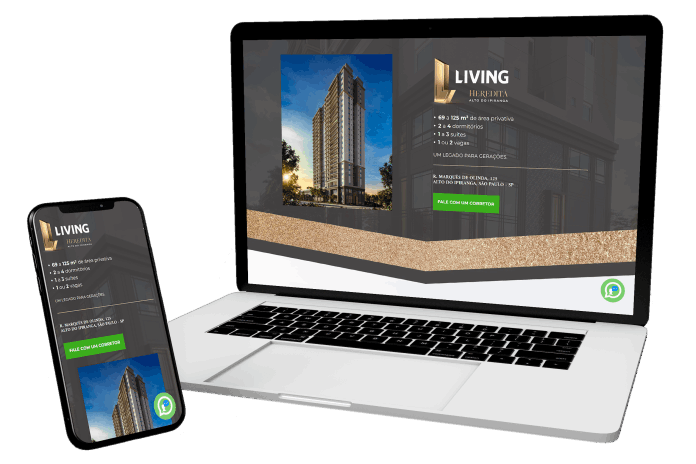 LIVING
HEREDITÁ
ALTO DO IPIRANGA
• 69 a 125 m² de área privativa
• 2 a 4 dormitórios
• 1 a 3 suítes
• 1 ou 2 vagas
UM LEGADO PARA GERAÇÕES.
R. MARQUÊS DE OLINDA, 125
ALTO DO IPIRANGA, SÃO PAULO - SP
FALE COM UM CORRETOR
LIVING
HEREDITÁ
ALTO DO IPIRANGA
• 69 a 125 m² de área privativa
• 2 a 4 dormitórios
• 1 a 3 suítes
• 1 ou 2 vagas
UM LEGADO PARA GERAÇÕES.
R. MARQUÊS DE OLINDA, 125
ALTO DO IPIRANGA, SÃO PAULO - SP
FALE COM UM CORRETOR